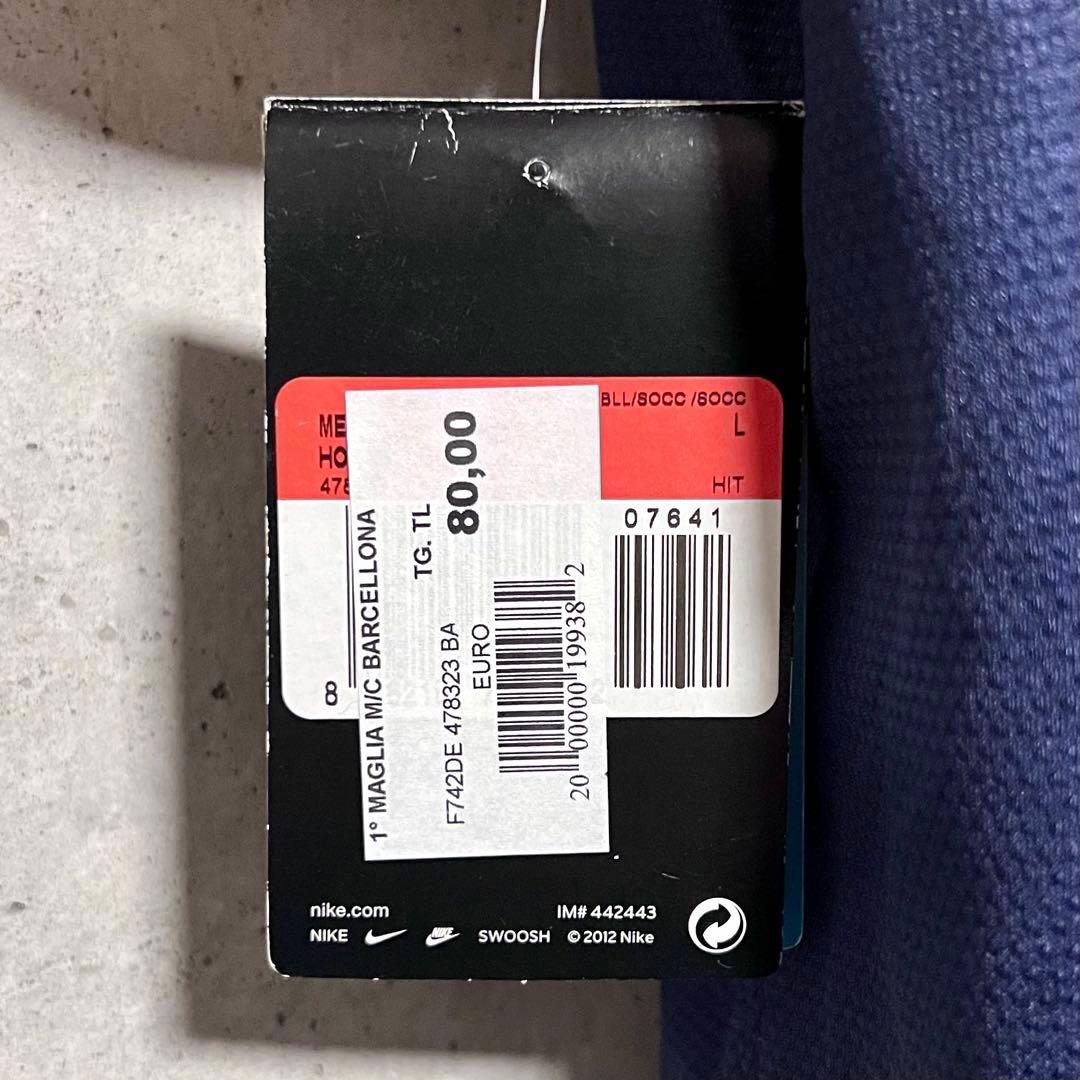 BLL/SOCC /SOCC
ME
L
HO
478
HIT
07641
8
1° MAGLIA M/C BARCELLONA
TG. TL
80,00
F742DE 478323 BA
EURO
20 00000 19938 2
nike.com
IM# 442443
NIKE NIKE SWOOSH © 2012 Nike